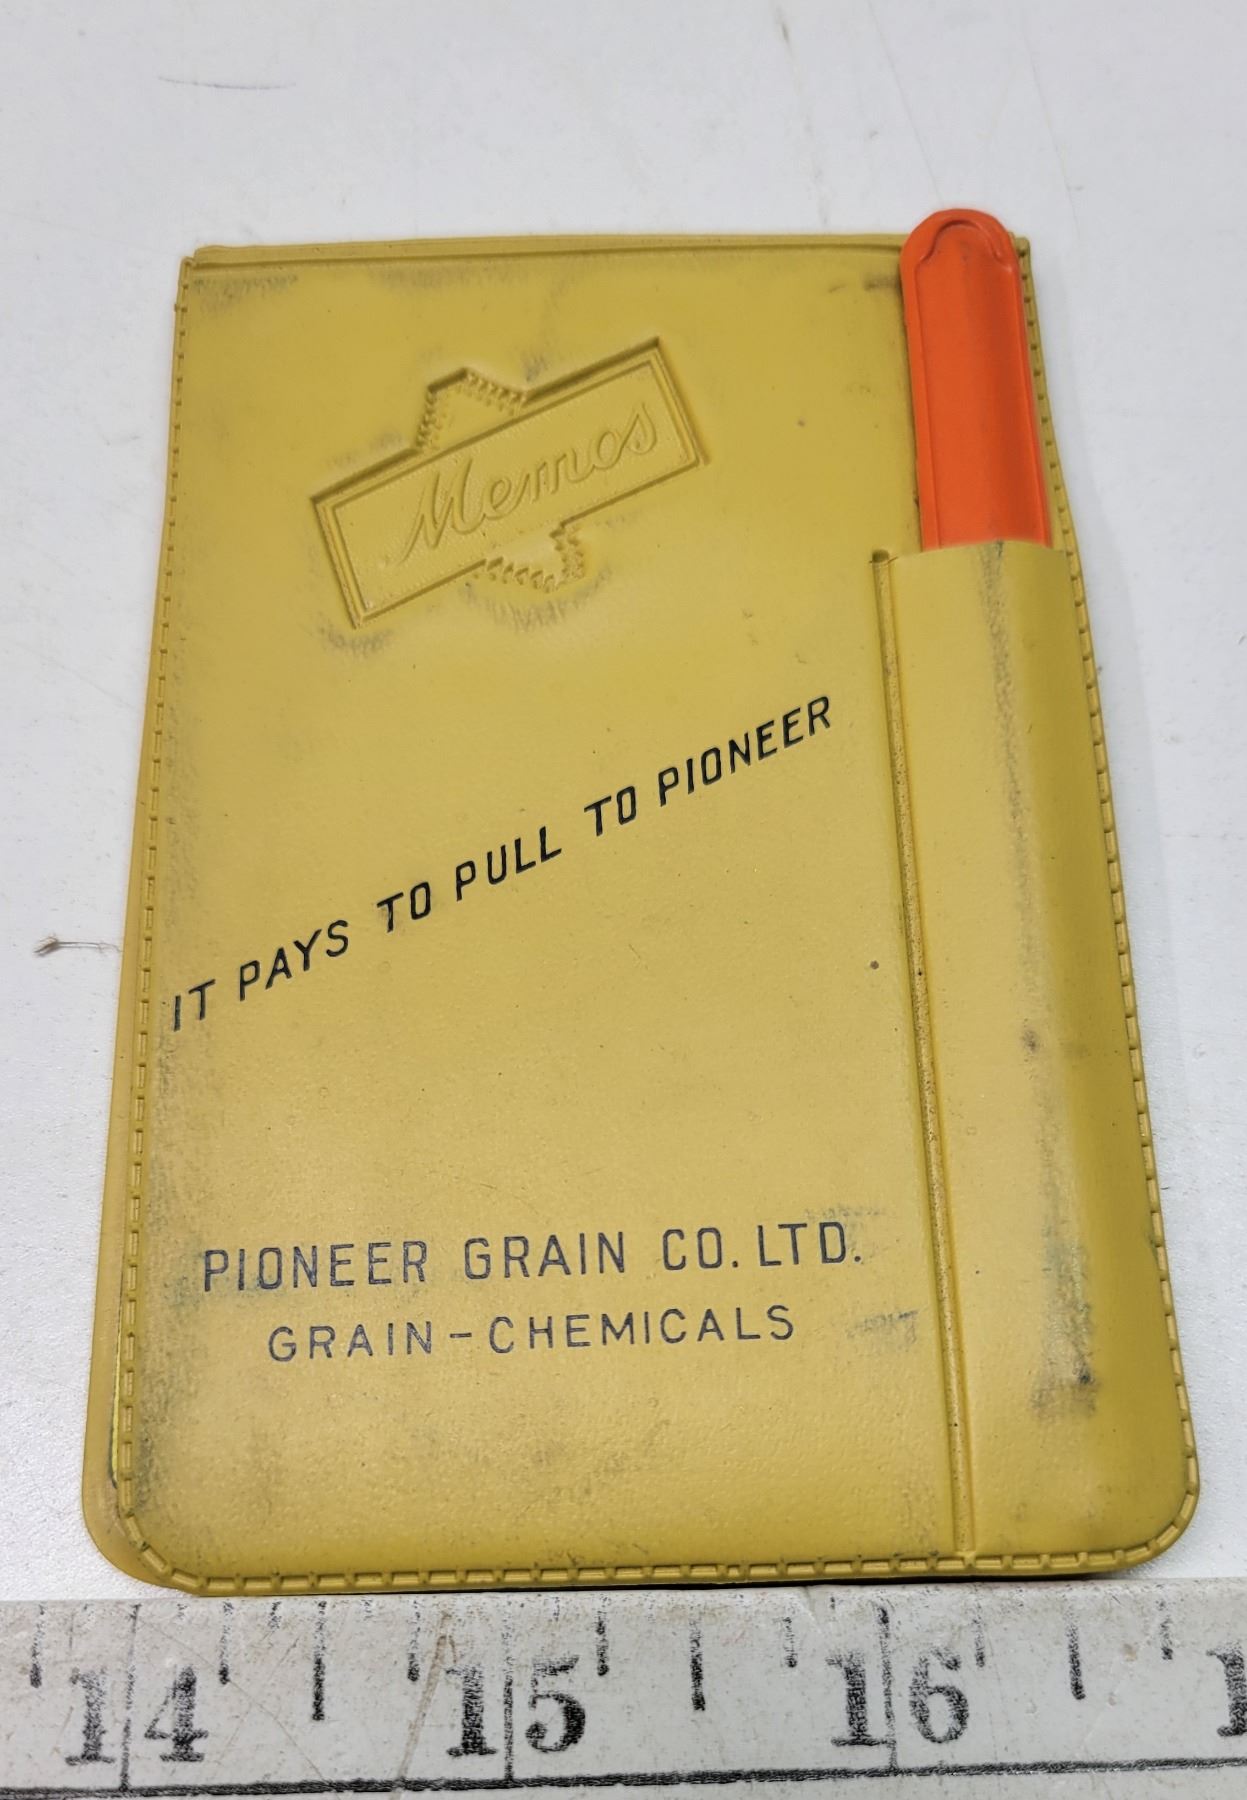 Memos
IT PAYS TO PULL TO PIONEER
PIONEER GRAIN CO. LTD.
GRAIN-CHEMICALS
14 15 16